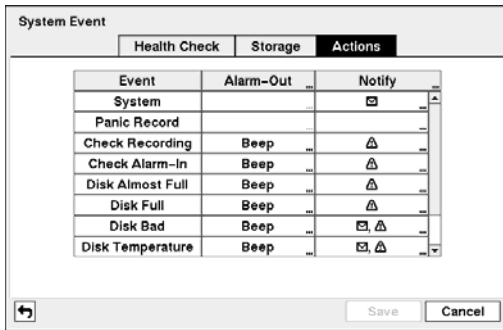 System Event
Health Check Storage Actions
Event Alarm-Out ... Notify ...
System ... ...
Panic Record ...
Check Recording Beep ... ...
Check Alarm-In Beep ... ...
Disk Almost Full Beep ... ...
Disk Full Beep ... ...
Disk Bad Beep ... , ...
Disk Temperature Beep ... , ...
Save Cancel